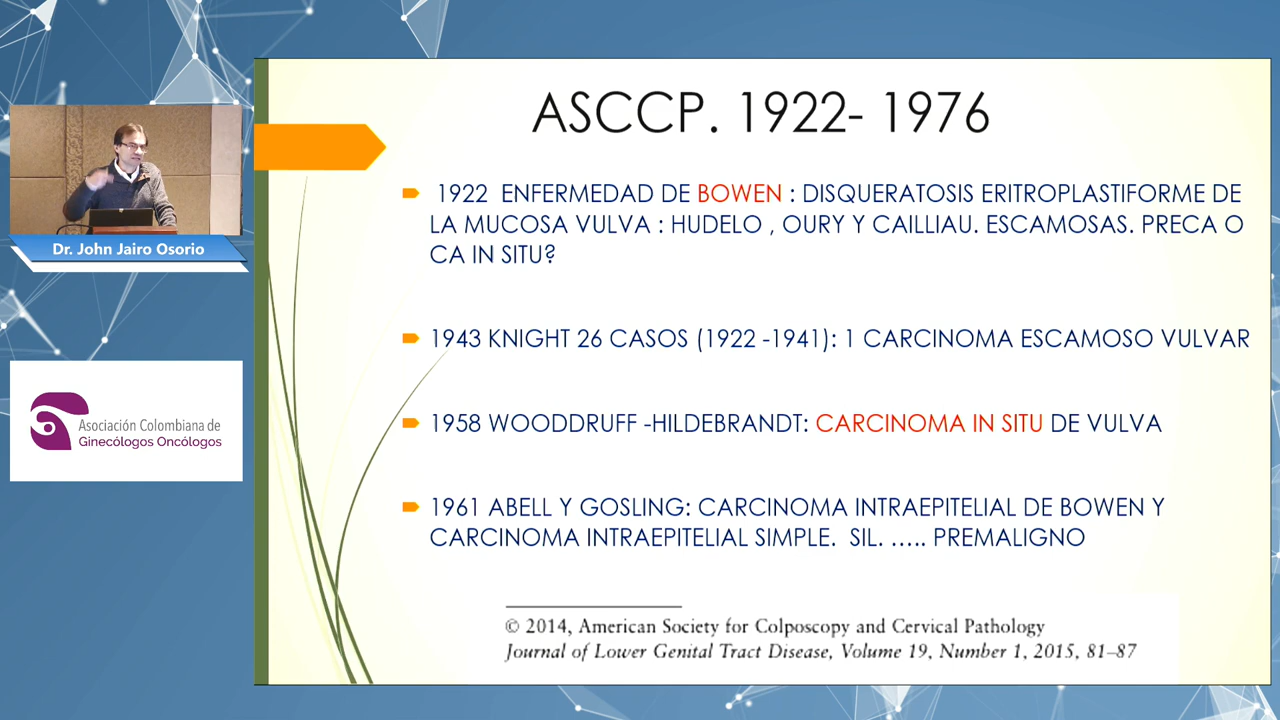 ASCCP. 1922- 1976
1922 ENFERMEDAD DE BOWEN : DISQUERATOSIS ERITROPLASTIFORME DE
LA MUCOSA VULVA : HUDELO , OURY Y CAILLIAU. ESCAMOSAS. PRECA O
CA IN SITU?
1943 KNIGHT 26 CASOS (1922 -1941): 1 CARCINOMA ESCAMOSO VULVAR
1958 WOODDRUFF -HILDEBRANDT: CARCINOMA IN SITU DE VULVA
1961 ABELL Y GOSLING: CARCINOMA INTRAEPITELIAL DE BOWEN Y
CARCINOMA INTRAEPITELIAL SIMPLE. SIL. ..... PREMALIGNO
© 2014, American Society for Colposcopy and Cervical Pathology
Journal of Lower Genital Tract Disease, Volume 19, Number 1, 2015, 81–87
Dr. John Jairo Osorio
Asociación Colombiana de
Ginecólogos Oncólogos